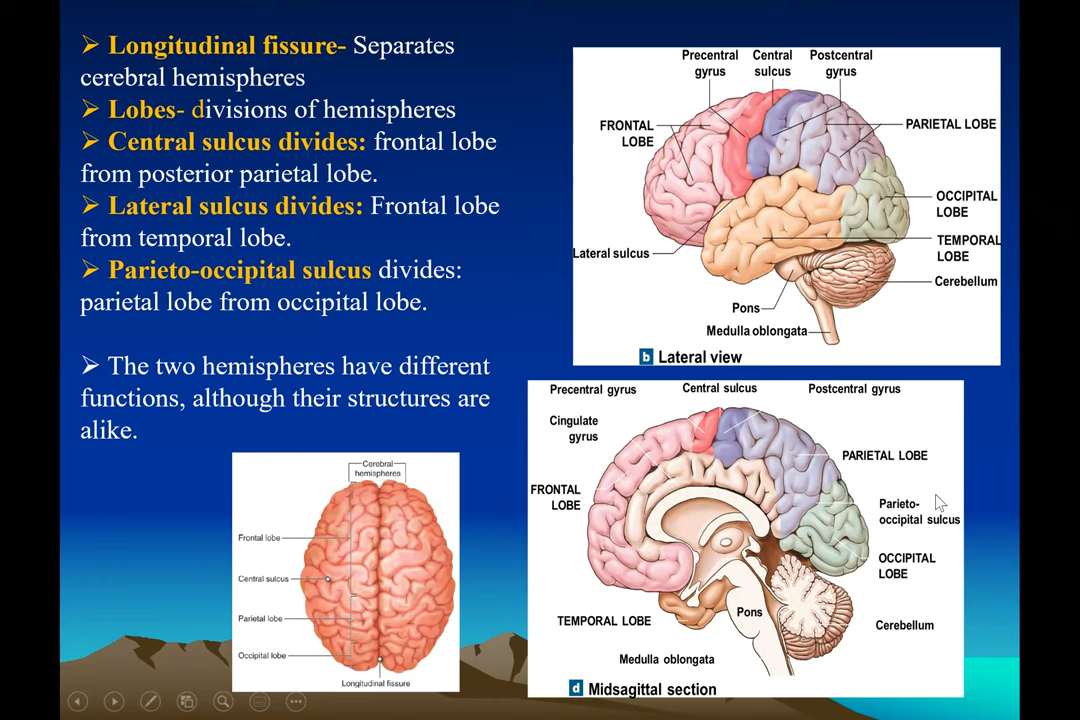 ➢ Longitudinal fissure- Separates
cerebral hemispheres
➢ Lobes- divisions of hemispheres
➢ Central sulcus divides: frontal lobe
from posterior parietal lobe.
➢ Lateral sulcus divides: Frontal lobe
from temporal lobe.
➢ Parieto-occipital sulcus divides:
parietal lobe from occipital lobe.
➢ The two hemispheres have different
functions, although their structures are
alike.
Precentral
gyrus
Central
sulcus
Postcentral
gyrus
FRONTAL
LOBE
PARIETAL LOBE
OCCIPITAL
LOBE
TEMPORAL
LOBE
Lateral sulcus
Cerebellum
Pons
Medulla oblongata
b Lateral view
Precentral gyrus
Central sulcus
Postcentral gyrus
Cingulate
gyrus
PARIETAL LOBE
FRONTAL
LOBE
Parieto-
occipital sulcus
OCCIPITAL
LOBE
TEMPORAL LOBE
Pons
Cerebellum
Medulla oblongata
d Midsagittal section
Cerebral
hemispheres
Frontal lobe
Central sulcus
Parietal lobe
Occipital lobe
Longitudinal fissure